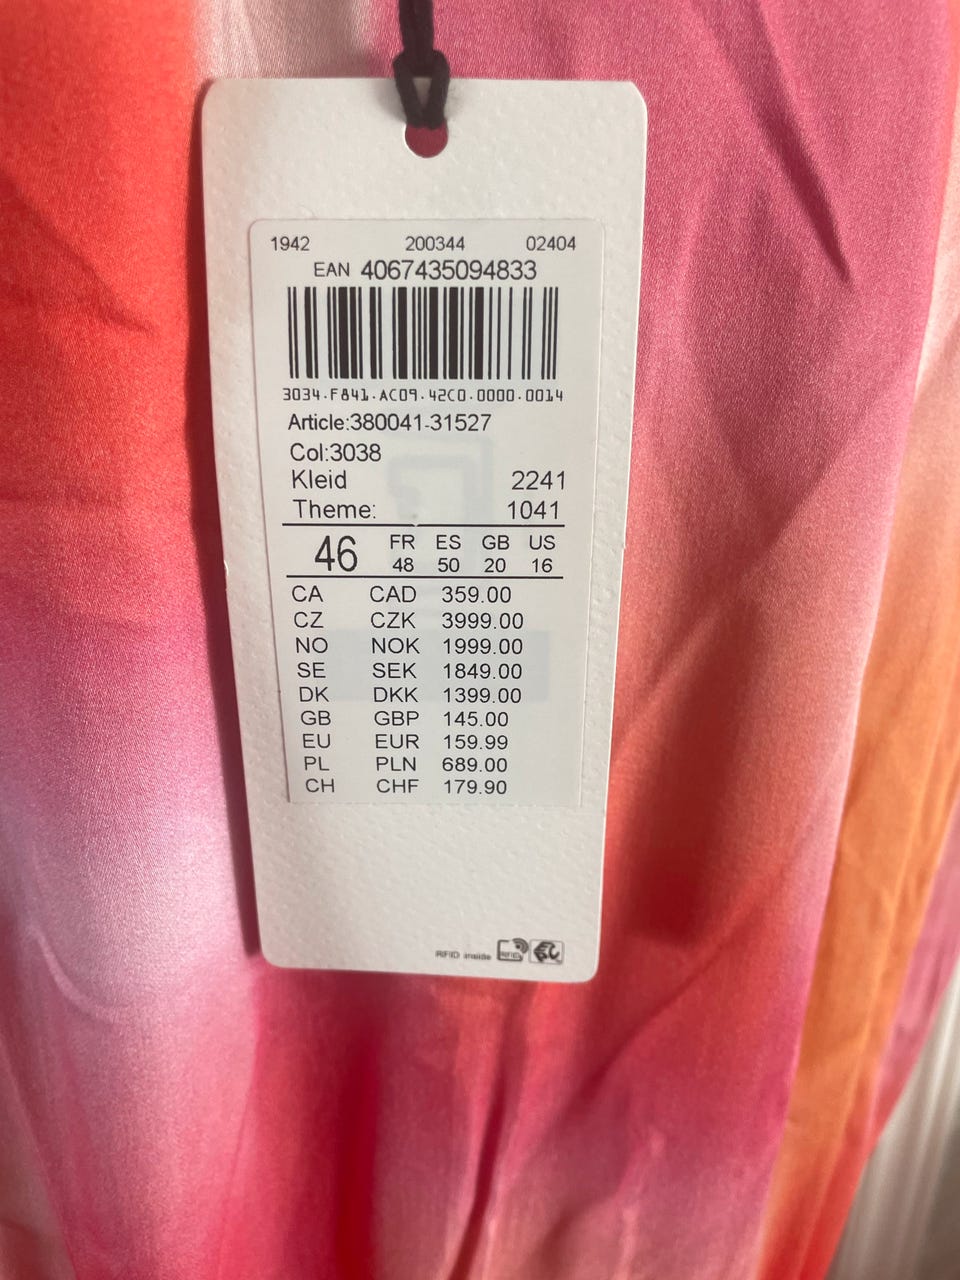 1942 200344 02404
EAN 4067435094833
3034.F841.AC09.42C0.0000.0014
Article:380041-31527
Col:3038
Kleid 2241
Theme: 1041
46 FR ES GB US
48 50 20 16
CA CAD 359.00
CZ CZK 3999.00
NO NOK 1999.00
SE SEK 1849.00
DK DKK 1399.00
GB GBP 145.00
EU EUR 159.99
PL PLN 689.00
CH CHF 179.90
RFID inside RFID